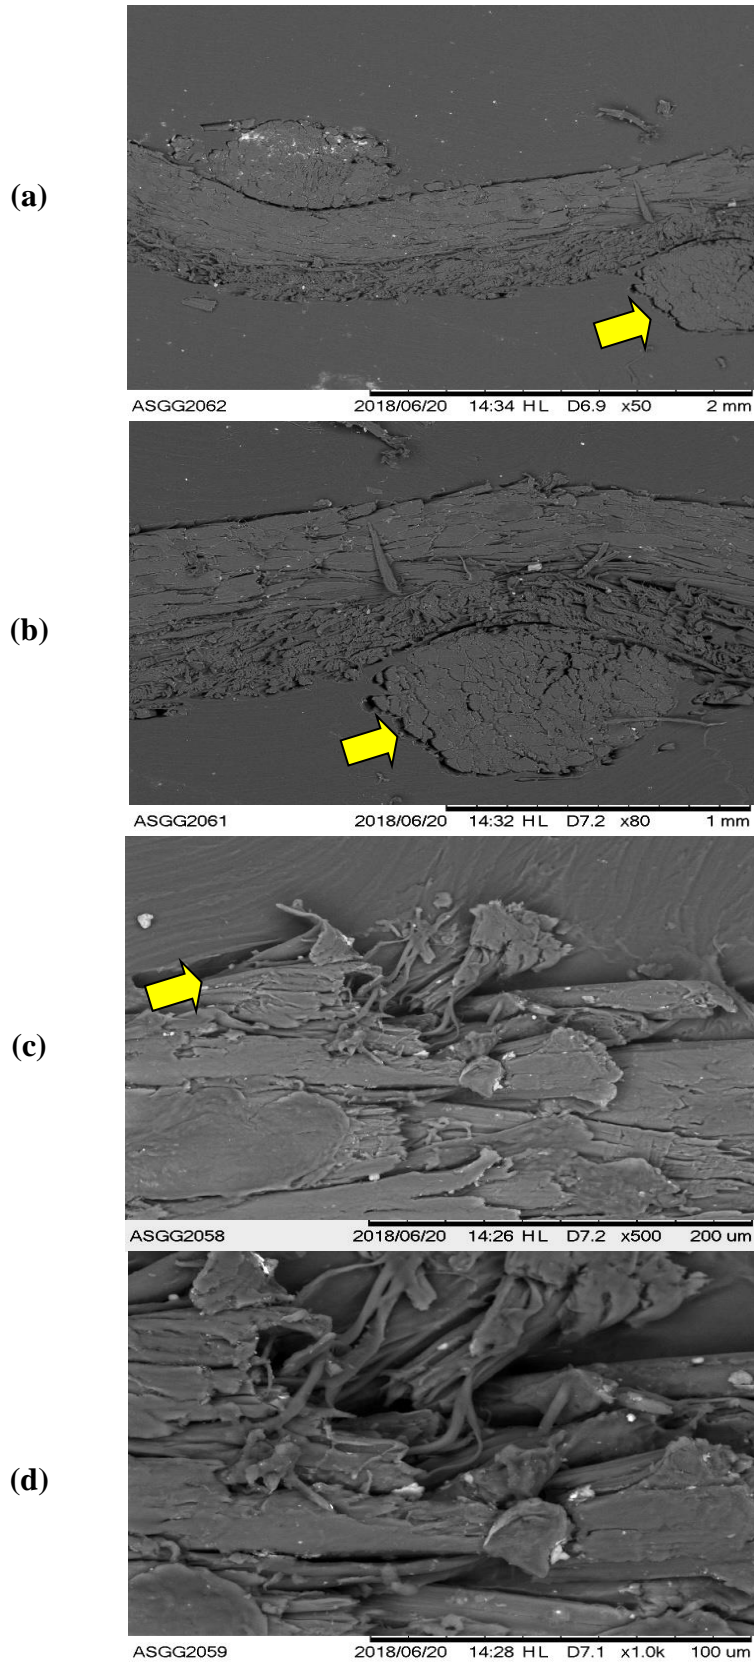 (a)
ASGG2062 2018/06/20 14:34 HL D6.9 x50 2 mm
(b)
ASGG2061 2018/06/20 14:32 HL D7.2 x80 1 mm
(c)
ASGG2058 2018/06/20 14:26 HL D7.2 x500 200 um
(d)
ASGG2059 2018/06/20 14:28 HL D7.1 x1.0k 100 um